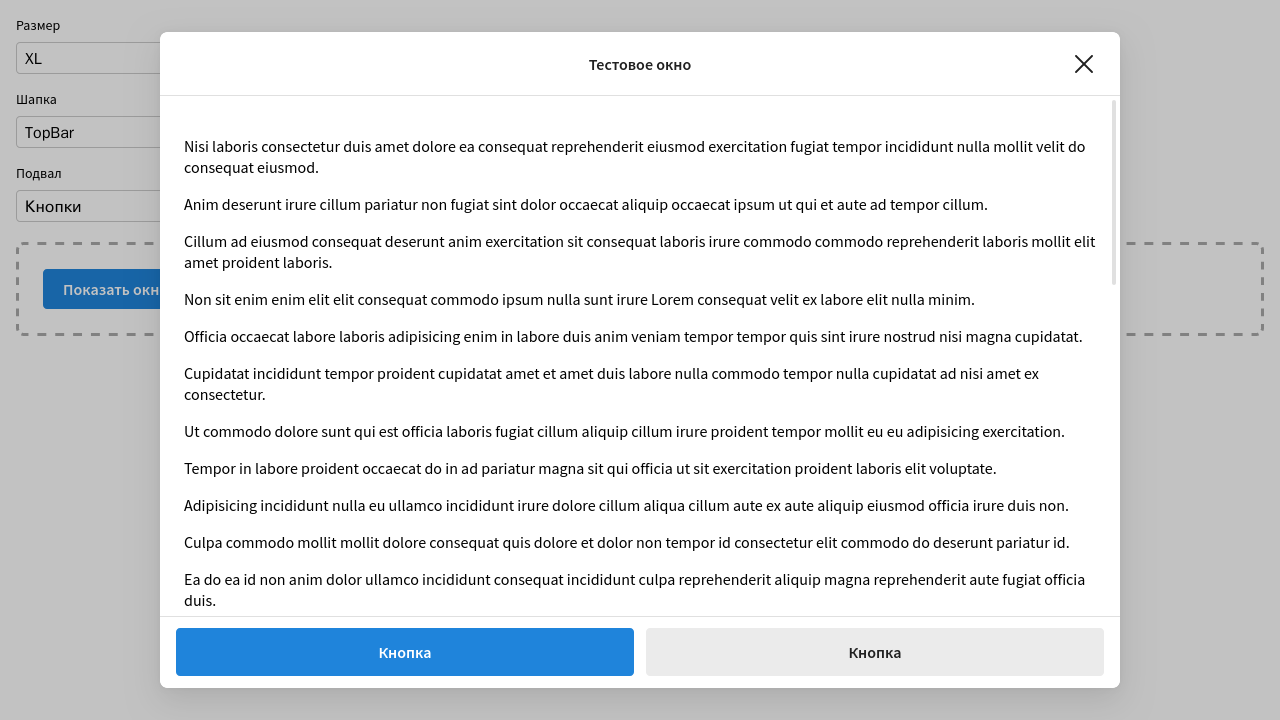 Размер
XL
Шапка
TopBar
Подвал
Кнопки
Показать
Тестовое окно
Nisi laboris consectetur duis amet dolore ea consequat reprehenderit eiusmod exercitation fugiat tempor incididunt nulla mollit velit do
consequat eiusmod.
Anim deserunt irure cillum pariatur non fugiat sint dolor occaecat aliquip occaecat ipsum ut qui et aute ad tempor cillum.
Cillum ad eiusmod consequat deserunt anim exercitation sit consequat laboris irure commodo commodo reprehenderit laboris mollit elit
amet proident laboris.
Non sit enim enim elit elit consequat commodo ipsum nulla sunt irure Lorem consequat velit ex labore elit nulla minim.
Officia occaecat labore laboris adipisicing enim in labore duis anim veniam tempor tempor quis sint irure nostrud nisi magna cupidatat.
Cupidatat incididunt tempor proident cupidatat amet et amet duis labore nulla commodo tempor nulla cupidatat ad nisi amet ex
consectetur.
Ut commodo dolore sunt qui est officia laboris fugiat cillum aliquip cillum irure proident tempor mollit eu eu adipisicing exercitation.
Tempor in labore proident occaecat do in ad pariatur magna sit qui officia ut sit exercitation proident laboris elit voluptate.
Adipisicing incididunt nulla eu ullamco incididunt irure dolore cillum aliqua cillum aute ex aute aliquip eiusmod officia irure duis non.
Culpa commodo mollit mollit dolore consequat quis dolore et dolor non tempor id consectetur elit commodo do deserunt pariatur id.
Ea do ea id non anim dolor ullamco incididunt consequat incididunt culpa reprehenderit aliquip magna reprehenderit aute fugiat officia
duis.
Кнопка
Кнопка